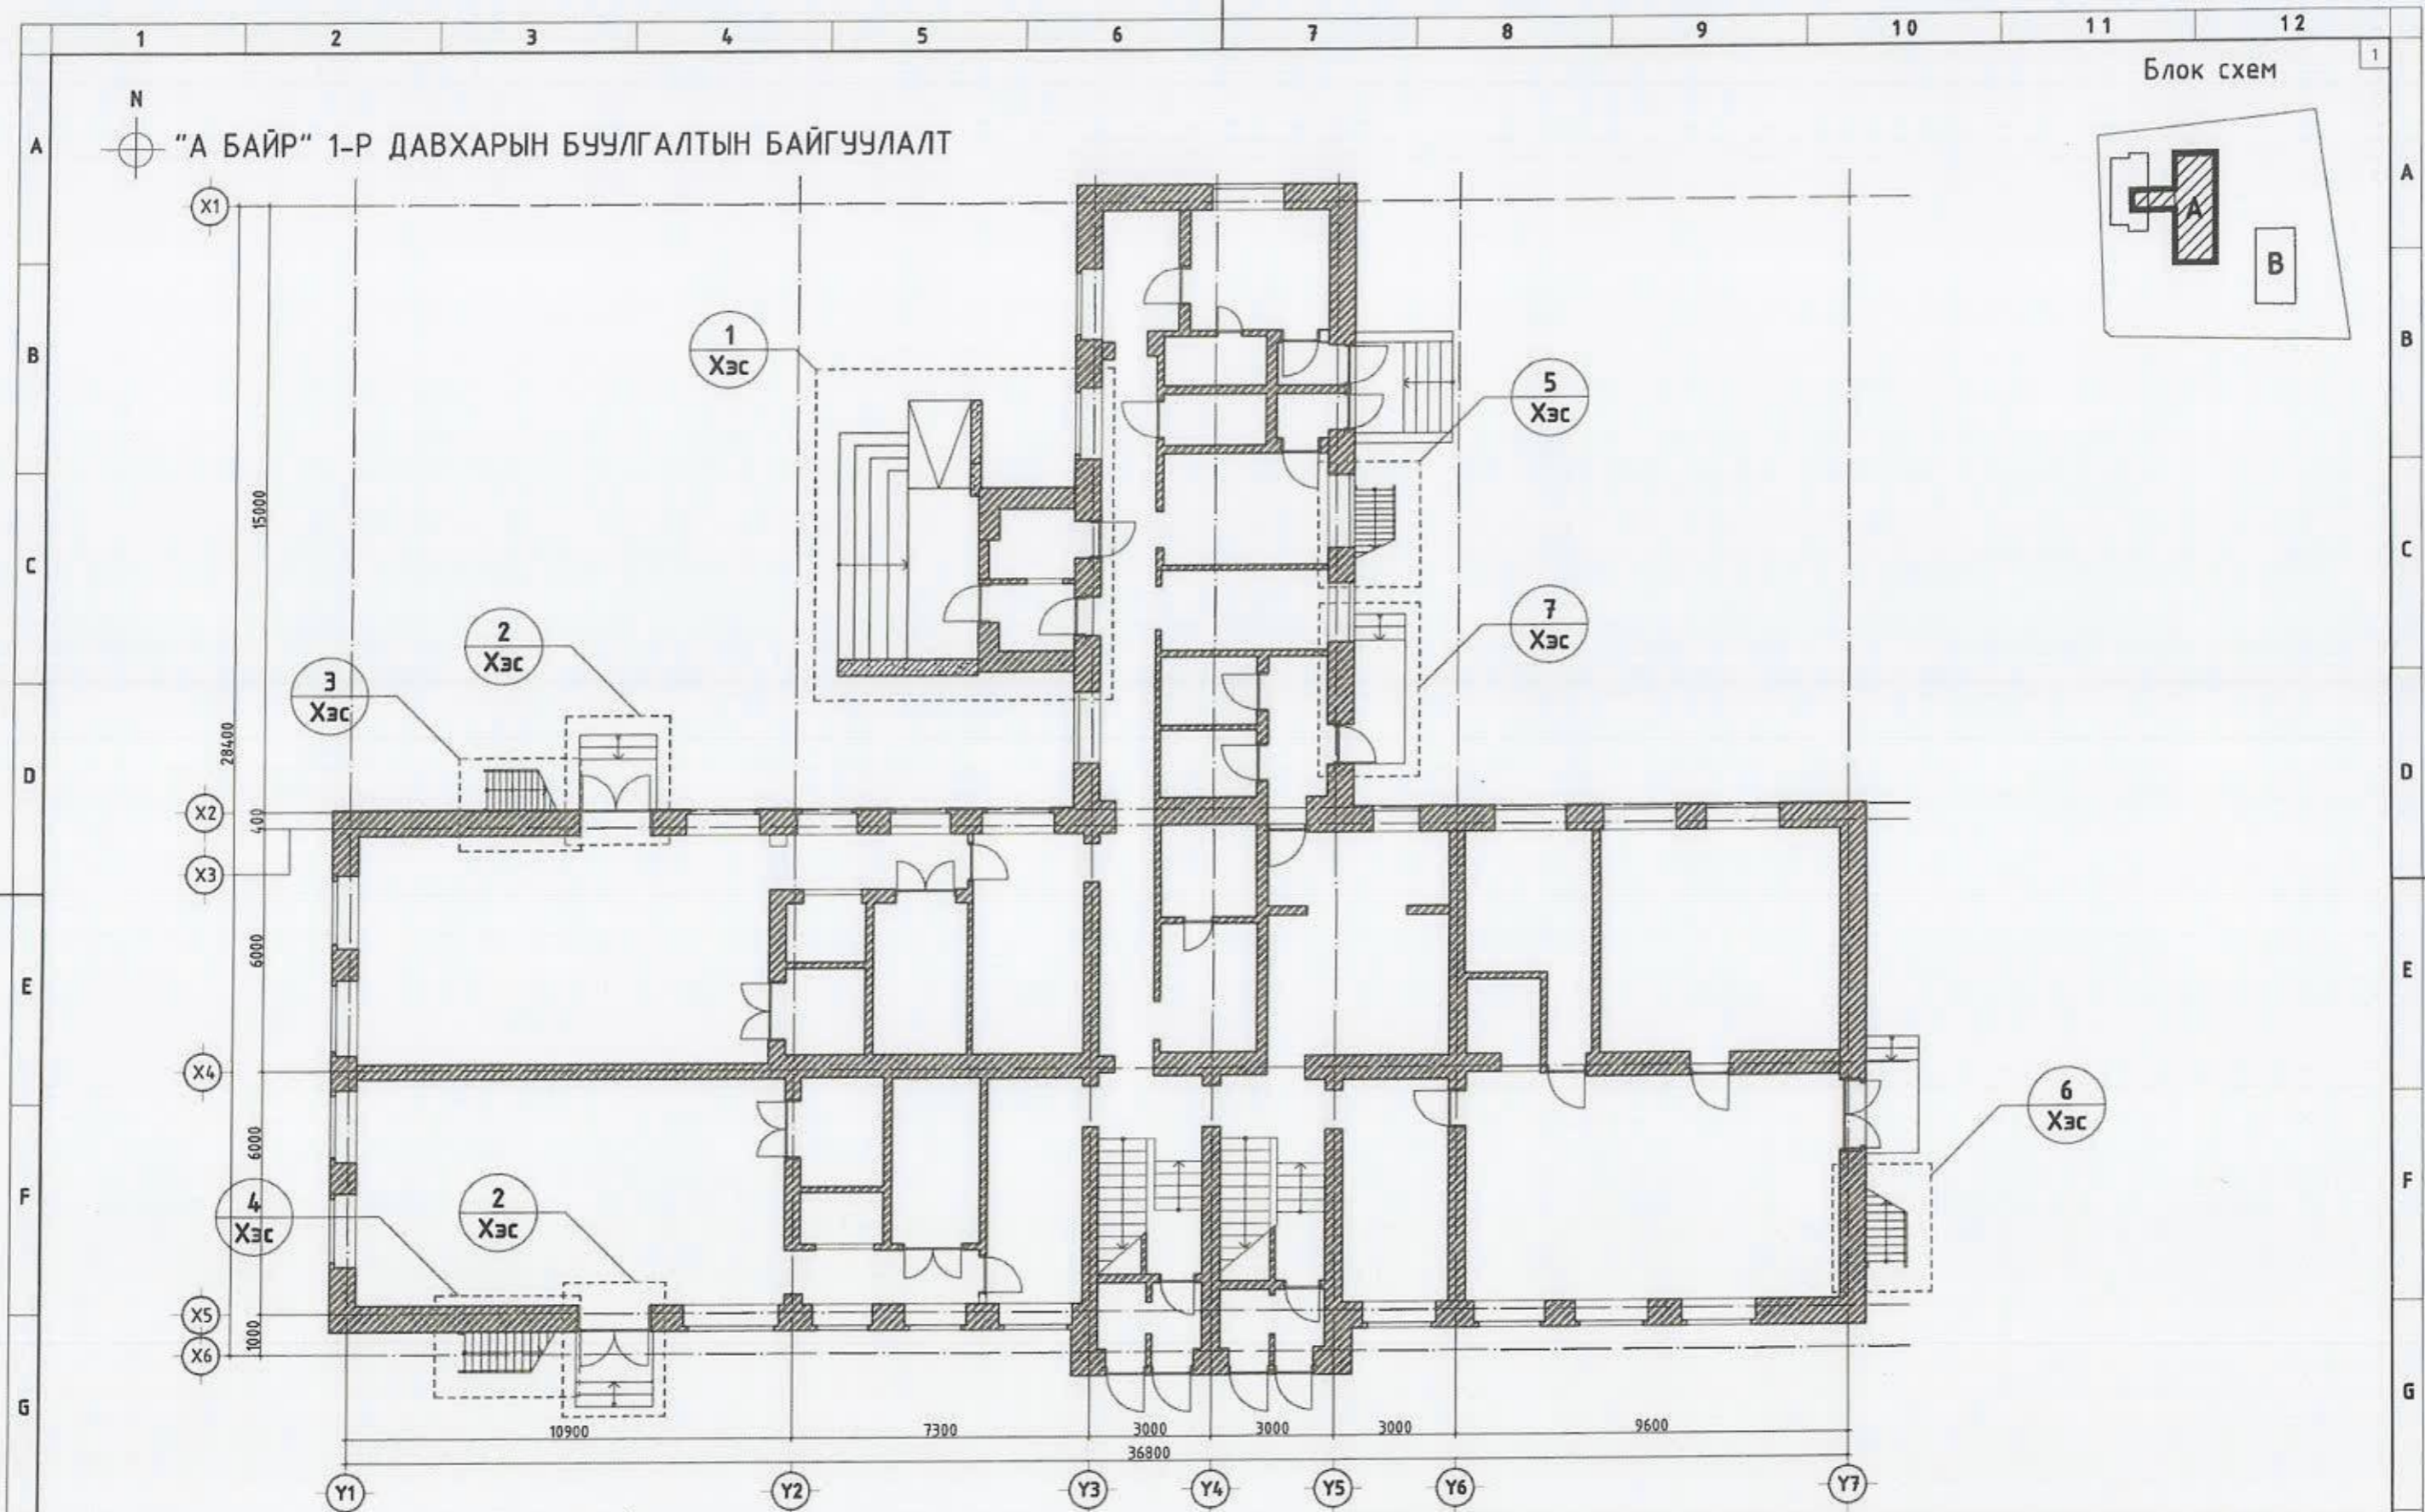 1 2 3 4 5 6 7 8 9 10 11 12
1
Блок схем
N
"А БАЙР" 1-Р ДАВХАРЫН БУУЛГАЛТЫН БАЙГУУЛАЛТ
A
A
X1
A
B
1
Хэс
B
B
5
Хэс
15000
C
C
2
Хэс
7
Хэс
3
Хэс
28400
D
D
X2
400
X3
6000
E
E
X4
6
Хэс
6000
F
F
4
Хэс
2
Хэс
X5
1000
X6
G
G
10900 7300 3000 3000 3000 9600
36800
Y1 Y2 Y3 Y4 Y5 Y6 Y7